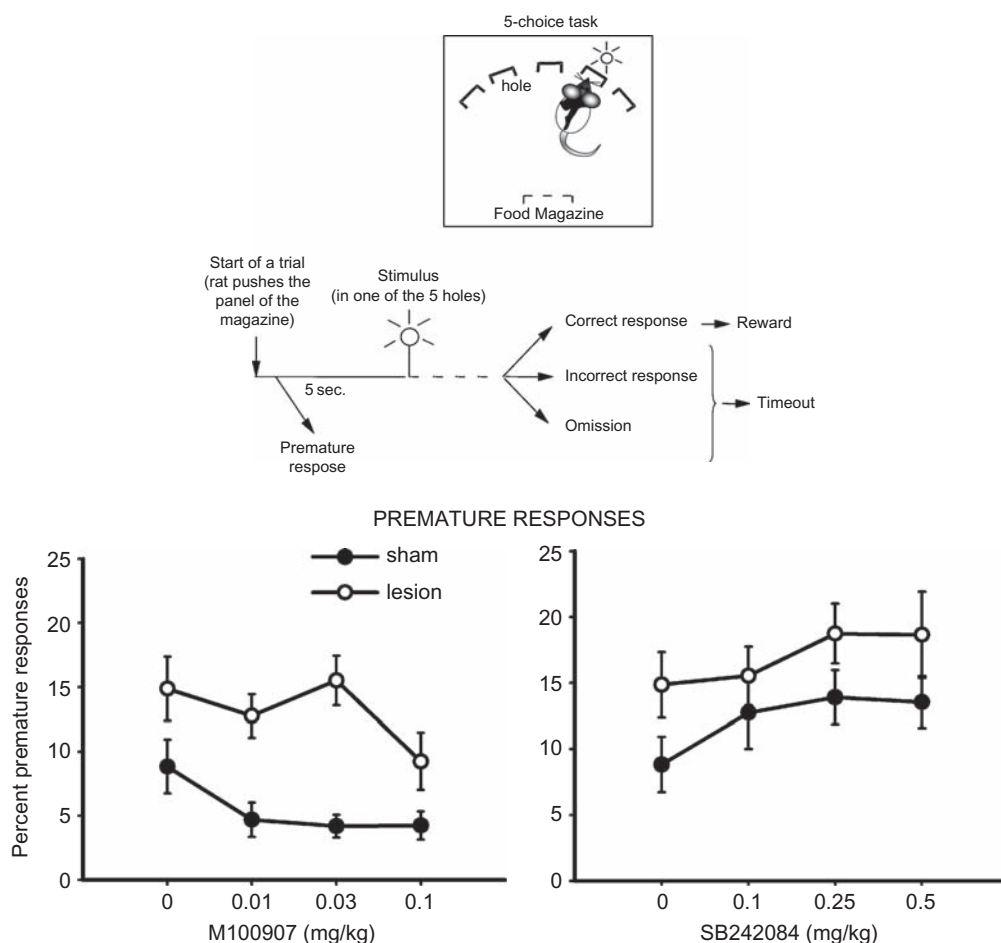 5-choice task
hole
Food Magazine
Start of a trial
(rat pushes the
panel of the
magazine)
Stimulus
(in one of the 5 holes)
5 sec.
Premature
respose
Correct response
Reward
Incorrect response
Omission
Timeout
PREMATURE RESPONSES
Percent premature responses
25
20
15
10
5
0
sham
lesion
0 0.01 0.03 0.1
M100907 (mg/kg)
25
20
15
10
5
0
0 0.1 0.25 0.5
SB242084 (mg/kg)